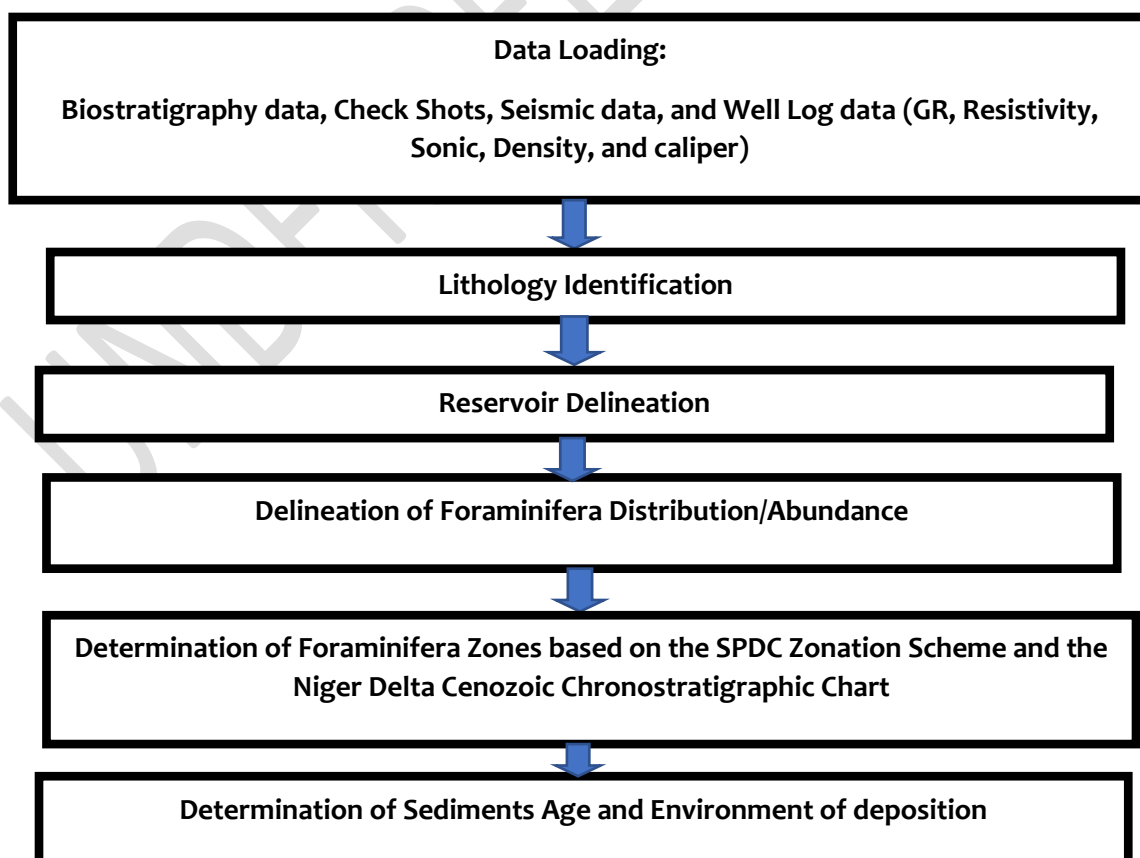 Data Loading:
Biostratigraphy data, Check Shots, Seismic data, and Well Log data (GR, Resistivity,
Sonic, Density, and caliper)
Lithology Identification
Reservoir Delineation
Delineation of Foraminifera Distribution/Abundance
Determination of Foraminifera Zones based on the SPDC Zonation Scheme and the
Niger Delta Cenozoic Chronostratigraphic Chart
Determination of Sediments Age and Environment of deposition